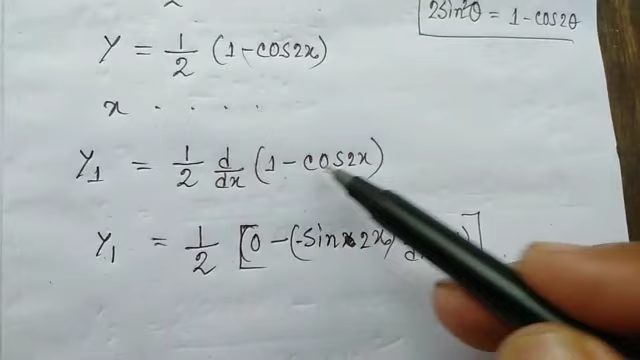 2Sin²θ = 1 - cos2θ
Y = 1/2 (1 - cos2x)
x . . . .
Y₁ = 1/2 d/dx (1 - cos2x)
Y₁ = 1/2 [0 - (-Sin 2x)